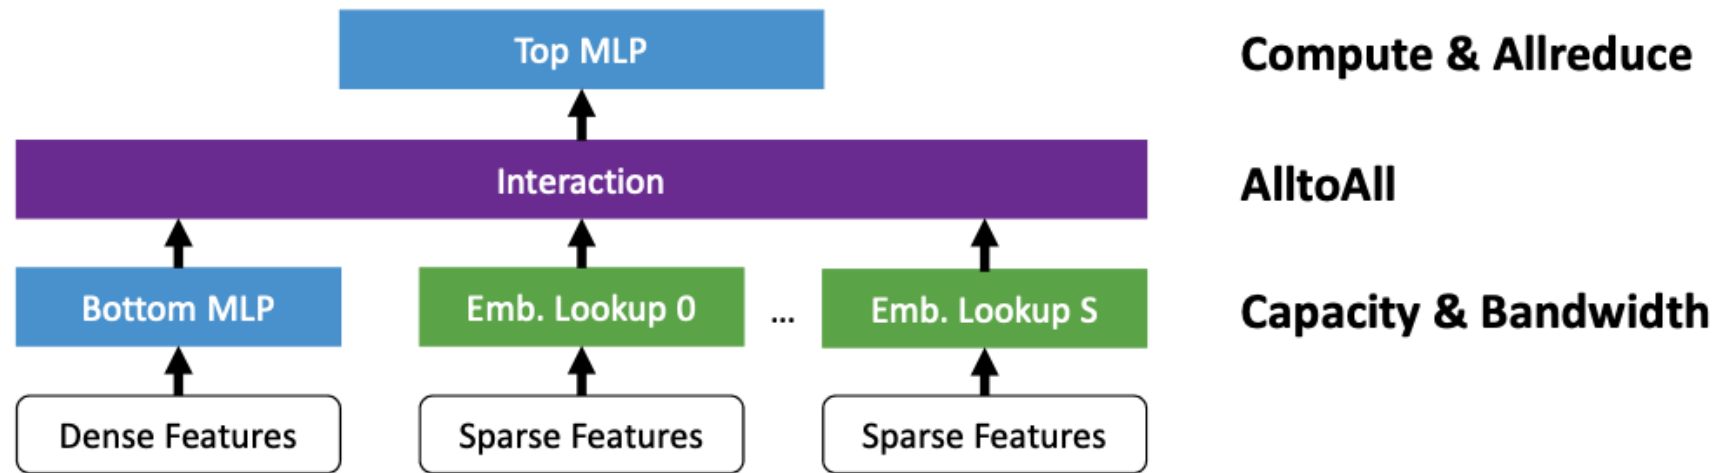 Top MLP
Compute & Allreduce
Interaction
AlltoAll
Bottom MLP
Emb. Lookup 0
...
Emb. Lookup S
Capacity & Bandwidth
Dense Features
Sparse Features
Sparse Features